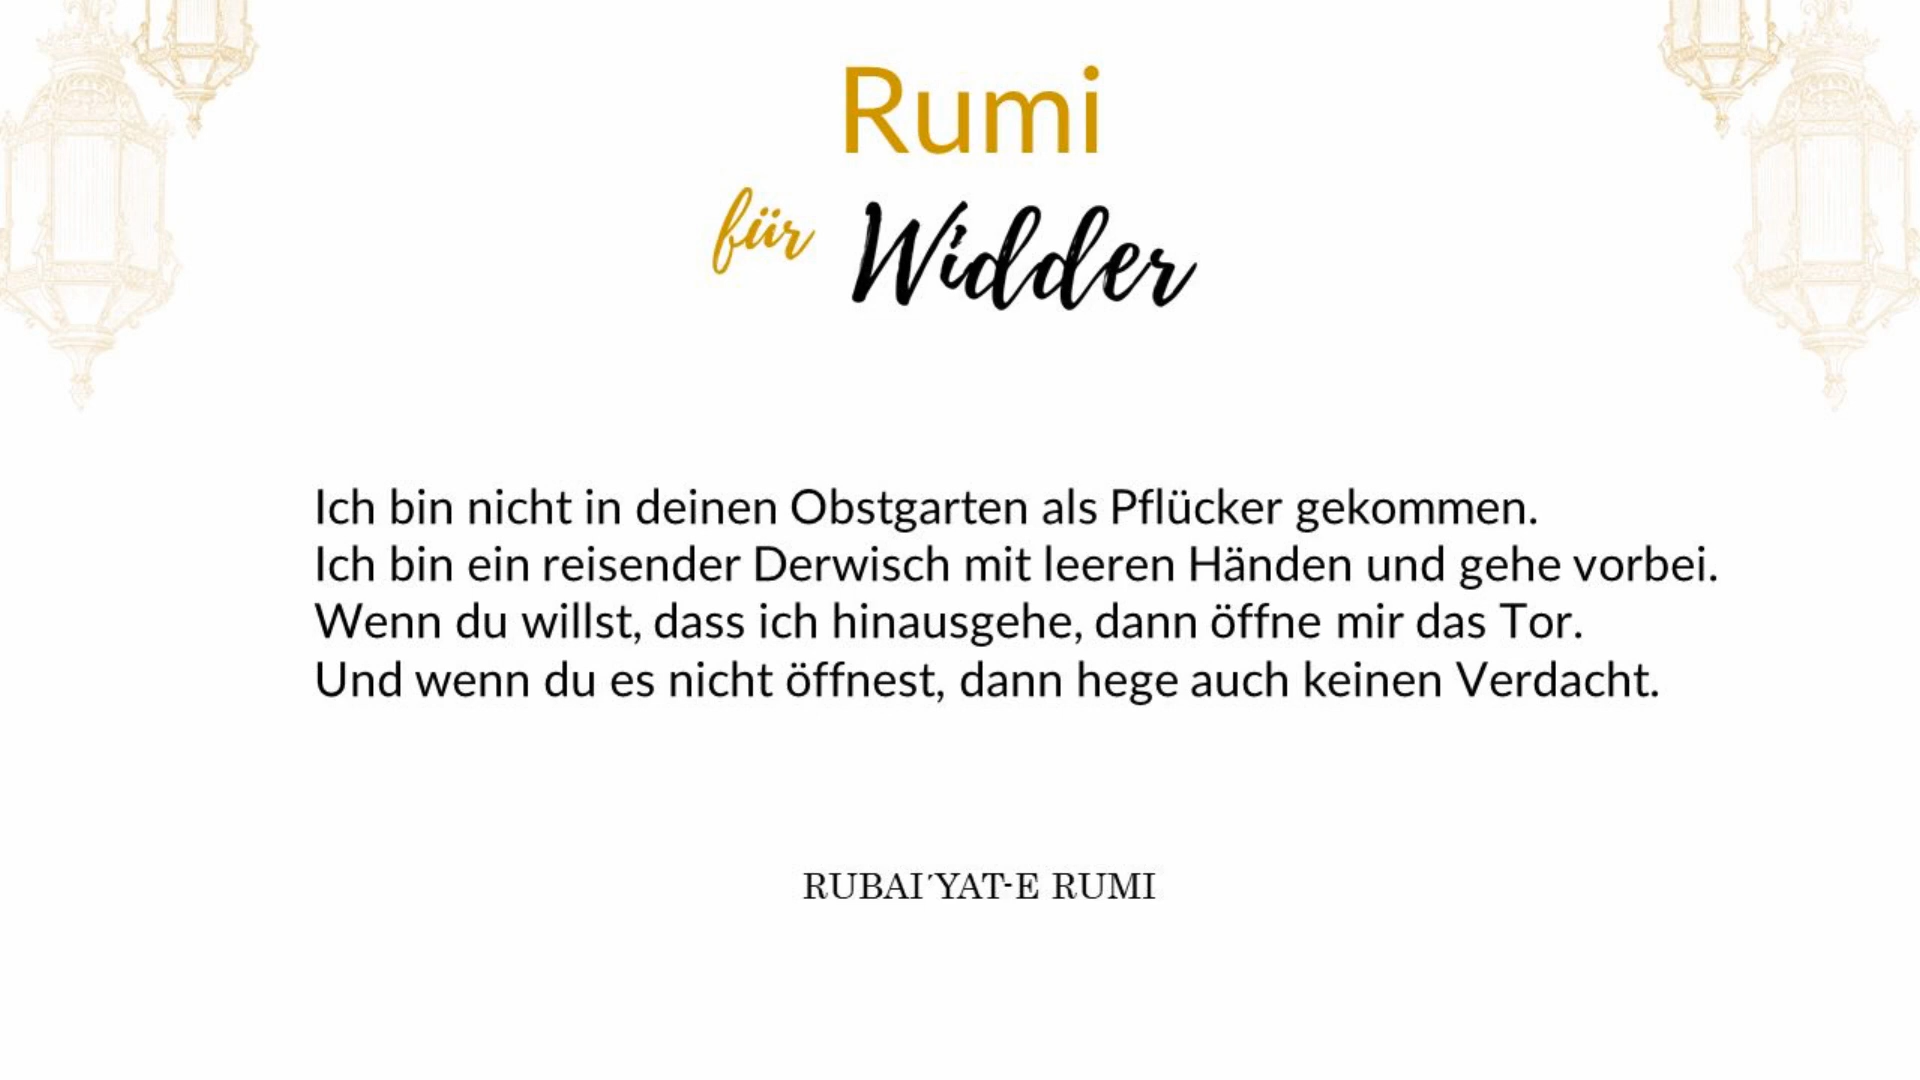 Rumi
für Widder
Ich bin nicht in deinen Obstgarten als Pflücker gekommen.
Ich bin ein reisender Derwisch mit leeren Händen und gehe vorbei.
Wenn du willst, dass ich hinausgehe, dann öffne mir das Tor.
Und wenn du es nicht öffnest, dann hege auch keinen Verdacht.
RUBAI´YAT-E RUMI